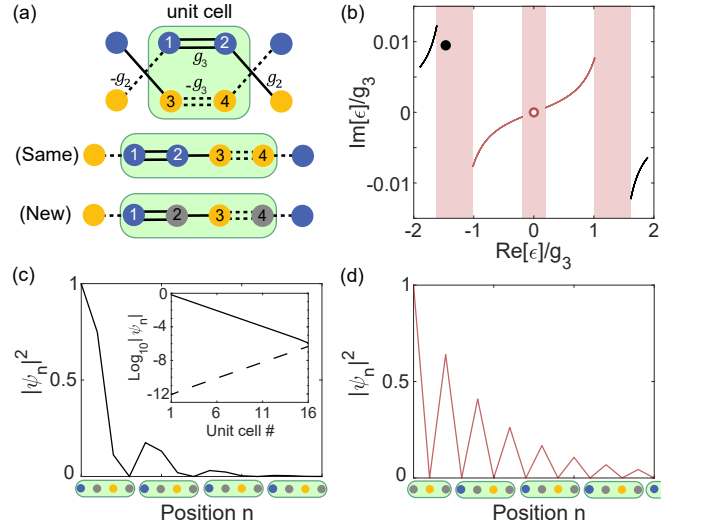 (a)
unit cell
1
2
g₃
-g₂
-g₃
g₂
3
4
(Same)
1
2
3
4
(New)
1
2
3
4
(b)
Im[ϵ]/g₃
0.01
0
-0.01
-2
-1
0
1
2
Re[ϵ]/g₃
(c)
|ψₙ|²
1
0.5
0
Log₁₀|ψₙ|
0
-4
-8
-12
1
6
11
16
Unit cell #
Position n
(d)
|ψₙ|²
1
0.5
0
Position n